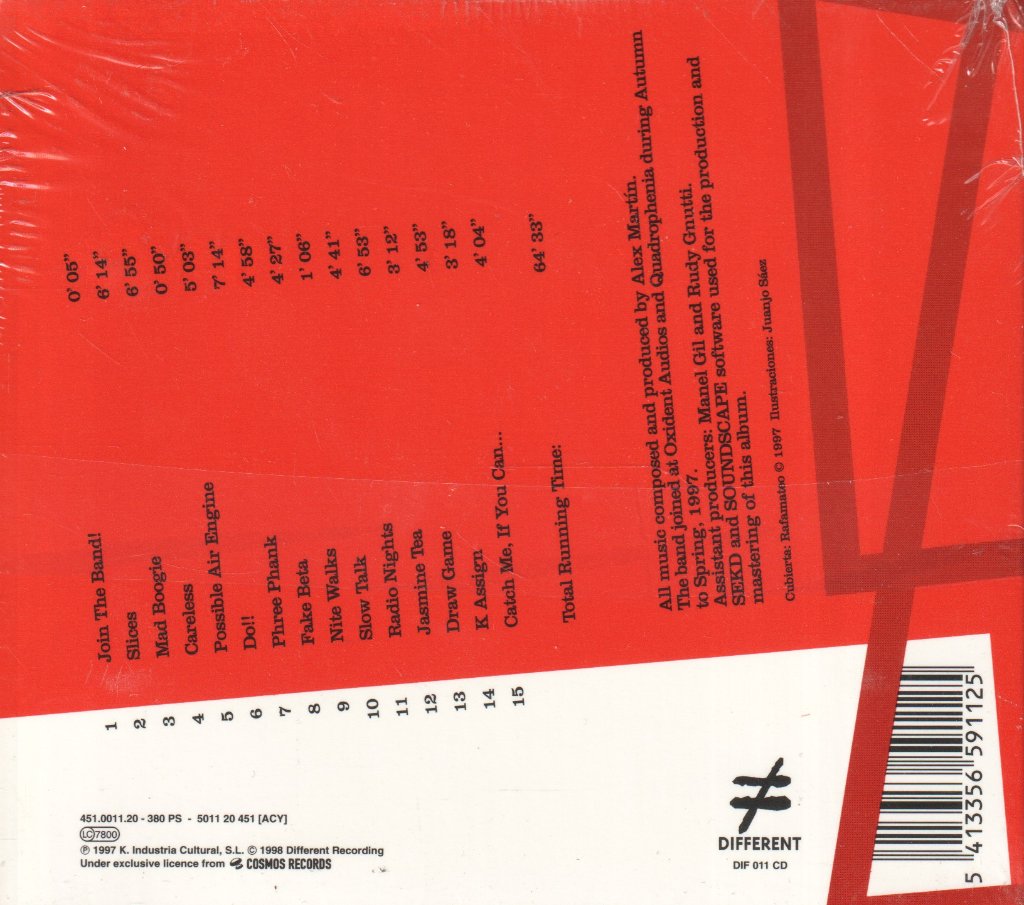 1 Join The Band! 0’ 05”
2 Slices 6’ 14”
3 Mad Boogie 6’ 55”
4 Careless 0’ 50”
5 Possible Air Engine 5’ 03”
6 Do!! 7’ 14”
7 Phree Phank 4’ 58”
8 Fake Beta 4’ 27”
9 Nite Walks 1’ 06”
10 Slow Talk 4’ 41”
11 Radio Nights 6’ 53”
12 Jasmine Tea 3’ 12”
13 Draw Game 4’ 53”
14 K Assign 3’ 18”
15 Catch Me, If You Can... 4’ 04”
Total Running Time: 64’ 33”
All music composed and produced by Alex Martín.
The band joined at Oxident Audios and Quadrophenia during Autumn
to Spring, 1997.
Assistant producers: Manel Gil and Rudy Gnutti.
SEKD and SOUNDSCAPE software used for the production and
mastering of this album.
Cubierta: Rafamateo © 1997 Ilustraciones: Juanjo Sáez
451.0011.20 - 380 PS - 5011 20 451 [ACY]
LC 7800
℗ 1997 K. Industria Cultural, S.L. © 1998 Different Recording
Under exclusive licence from COSMOS RECORDS
≠
DIFFERENT
DIF 011 CD
5 413356 591125